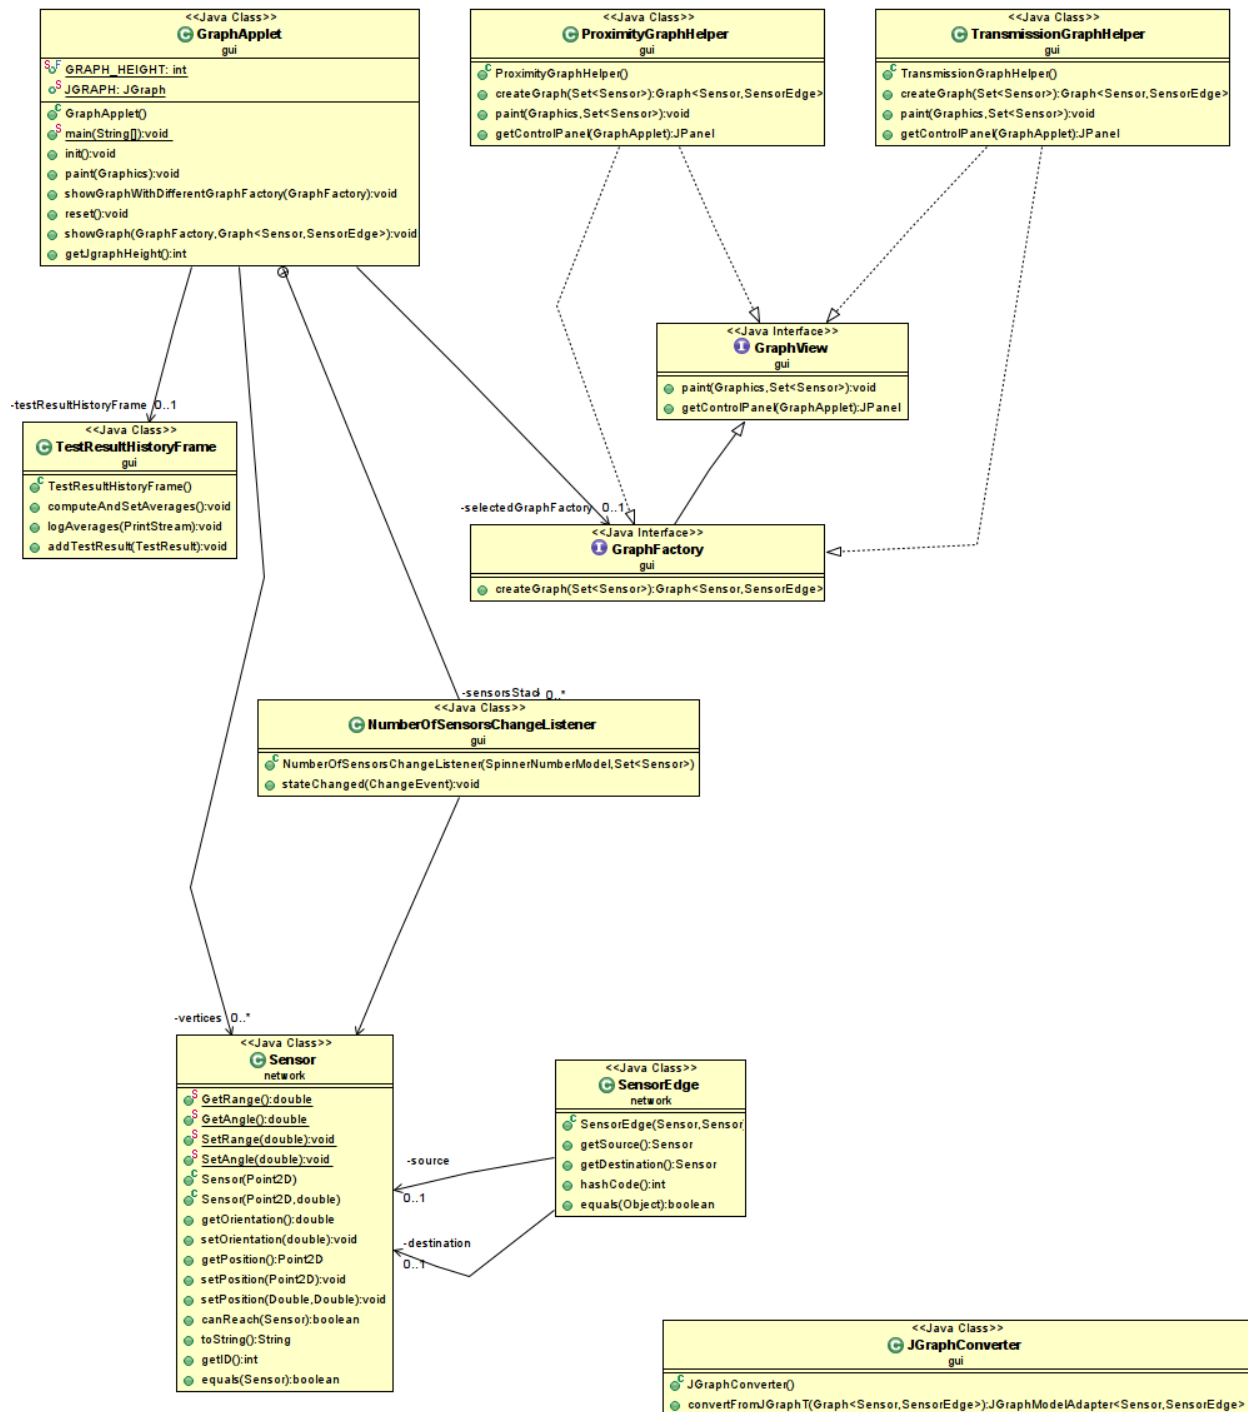 <<Java Class>>
GraphApplet
gui
GRAPH_HEIGHT: int
JGRAPH: JGraph
GraphApplet()
main(String[]):void
init():void
paint(Graphics):void
showGraphWithDifferentGraphFactory(GraphFactory):void
reset():void
showGraph(GraphFactory,Graph<Sensor,SensorEdge>):void
getJgraphHeight():int
<<Java Class>>
ProximityGraphHelper
gui
ProximityGraphHelper()
createGraph(Set<Sensor>):Graph<Sensor,SensorEdge>
paint(Graphics,Set<Sensor>):void
getControlPanel(GraphApplet):JPanel
<<Java Class>>
TransmissionGraphHelper
gui
TransmissionGraphHelper()
createGraph(Set<Sensor>):Graph<Sensor,SensorEdge>
paint(Graphics,Set<Sensor>):void
getControlPanel(GraphApplet):JPanel
<<Java Interface>>
GraphView
gui
paint(Graphics,Set<Sensor>):void
getControlPanel(GraphApplet):JPanel
-testResultHistoryFrame 0..1
<<Java Class>>
TestResultHistoryFrame
gui
TestResultHistoryFrame()
computeAndSetAverages():void
logAverages(PrintStream):void
addTestResult(TestResult):void
-selectedGraphFactory 0..1
<<Java Interface>>
GraphFactory
gui
createGraph(Set<Sensor>):Graph<Sensor,SensorEdge>
-sensorsStack 0..*
<<Java Class>>
NumberOfSensorsChangeListener
gui
NumberOfSensorsChangeListener(SpinnerNumberModel,Set<Sensor>)
stateChanged(ChangeEvent):void
-vertices 0..*
<<Java Class>>
Sensor
network
GetRange():double
GetAngle():double
SetRange(double):void
SetAngle(double):void
Sensor(Point2D)
Sensor(Point2D,double)
getOrientation():double
setOrientation(double):void
getPosition():Point2D
setPosition(Point2D):void
setPosition(Double,Double):void
canReach(Sensor):boolean
toString():String
getID():int
equals(Sensor):boolean
-source
0..1
-destination
0..1
<<Java Class>>
SensorEdge
network
SensorEdge(Sensor,Sensor)
getSource():Sensor
getDestination():Sensor
hashCode():int
equals(Object):boolean
<<Java Class>>
JGraphConverter
gui
JGraphConverter()
convertFromJGraphT(Graph<Sensor,SensorEdge>):JGraphModelAdapter<Sensor,SensorEdge>